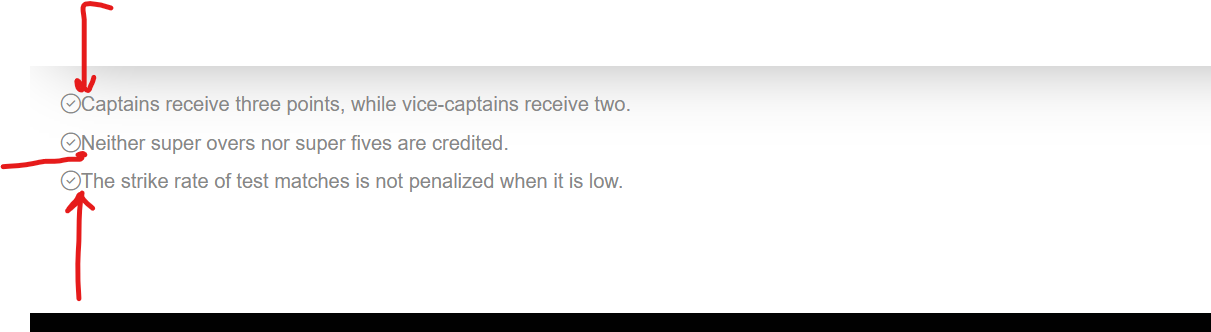 Captains receive three points, while vice-captains receive two.
Neither super overs nor super fives are credited.
The strike rate of test matches is not penalized when it is low.